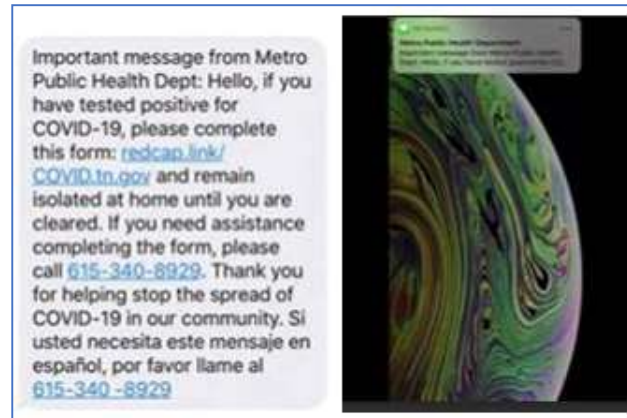 Important message from Metro
Public Health Dept: Hello, if you
have tested positive for
COVID-19, please complete
this form: redcap.link/
COVID.tn.gov and remain
isolated at home until you are
cleared. If you need assistance
completing the form, please
call 615-340-8929. Thank you
for helping stop the spread of
COVID-19 in our community. Si
usted necesita este mensaje en
español, por favor llame al
615-340 -8929
Metro Public Health Department